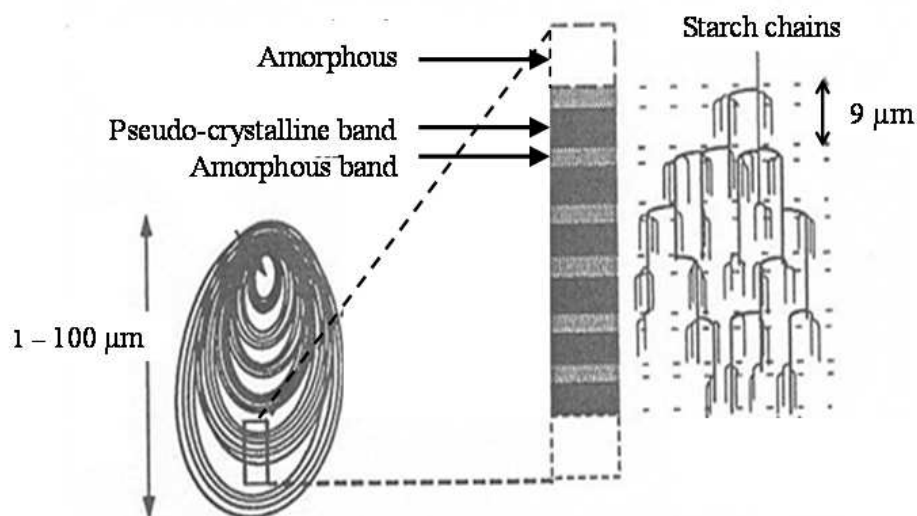 Starch chains
Amorphous
9 µm
Pseudo-crystalline band
Amorphous band
1 – 100 µm